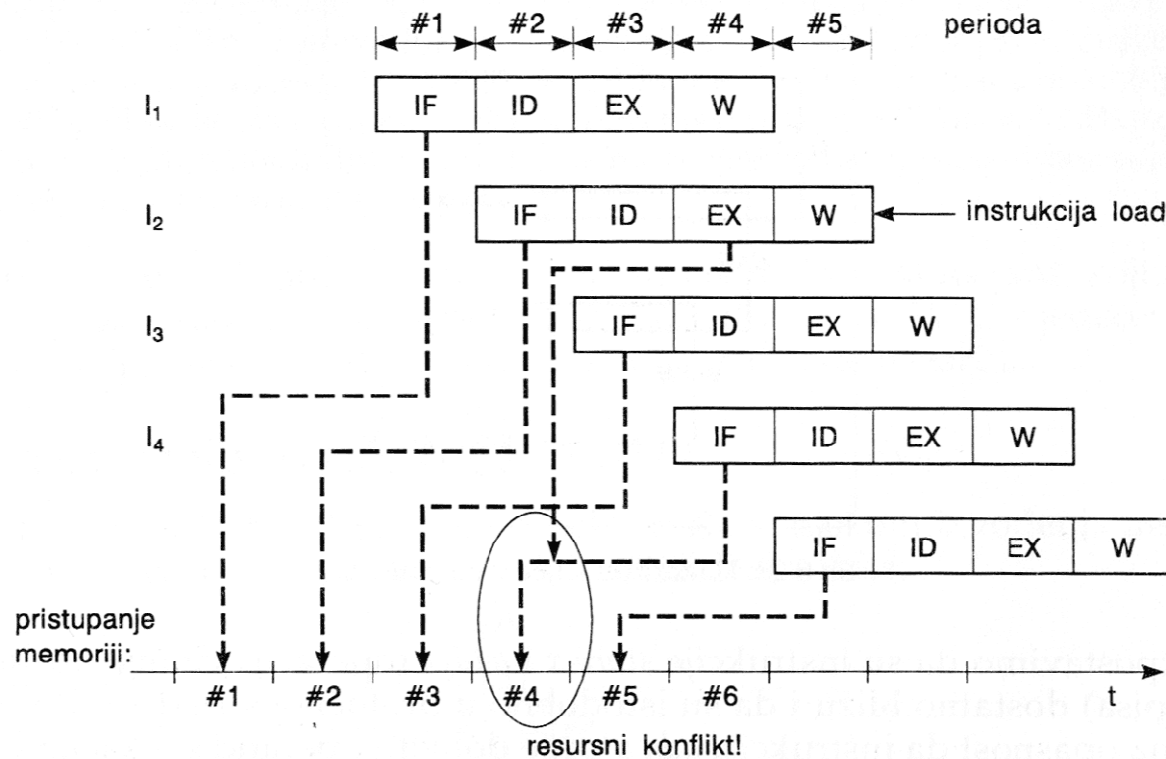 #1 #2 #3 #4 #5 perioda
I₁ IF ID EX W
I₂ IF ID EX W instrukcija load
I₃ IF ID EX W
I₄ IF ID EX W
IF ID EX W
pristupanje
memoriji:
#1 #2 #3 #4 #5 #6 t
resursni konflikt!